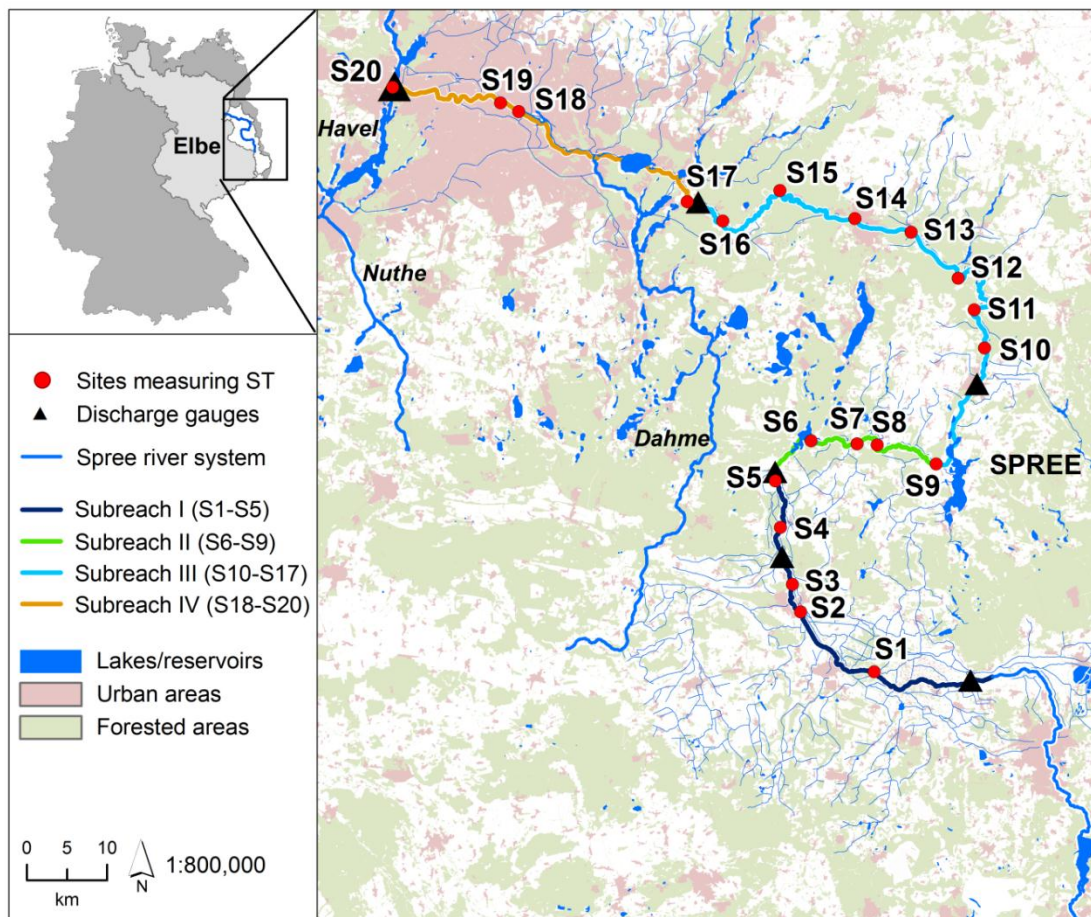 Elbe
Sites measuring ST
Discharge gauges
Spree river system
Subreach I (S1-S5)
Subreach II (S6-S9)
Subreach III (S10-S17)
Subreach IV (S18-S20)
Lakes/reservoirs
Urban areas
Forested areas
0 5 10
km
N
1:800,000
S20
S19
S18
Havel
S17
S15
S14
S16
S13
Nuthe
S12
S11
S10
Dahme
S6
S7
S8
S9
SPREE
S5
S4
S3
S2
S1